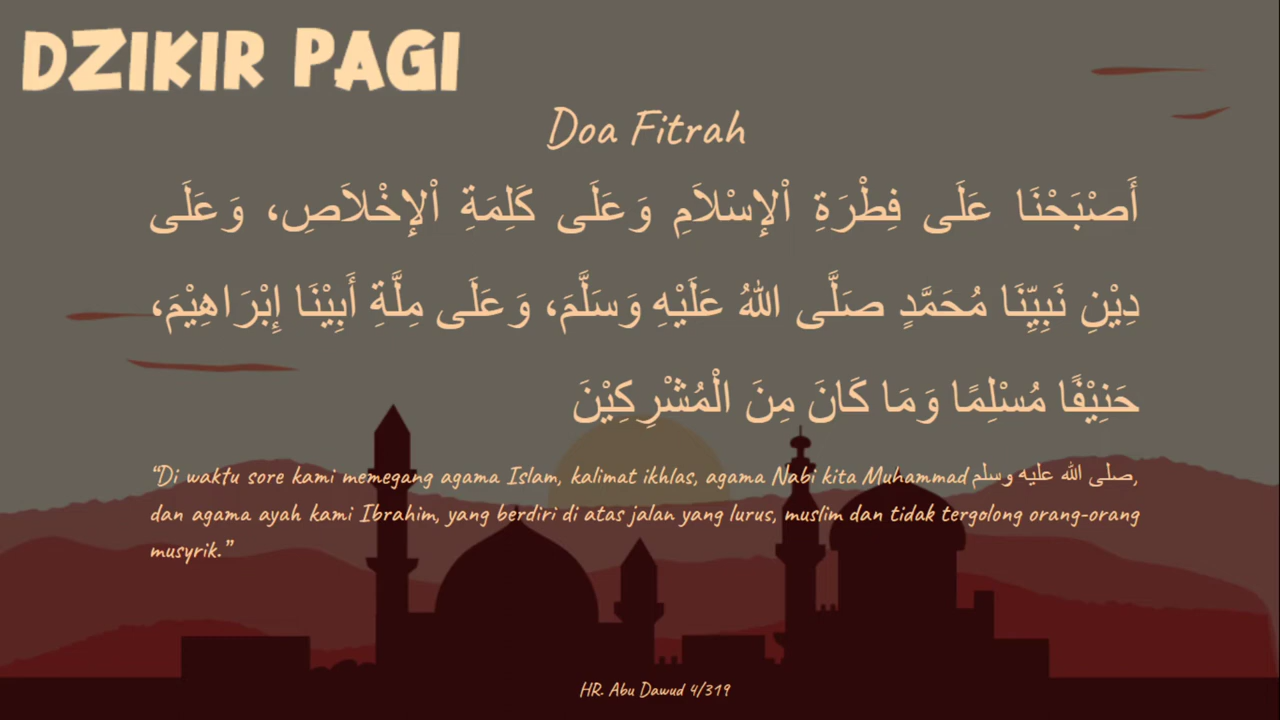 DZIKIR PAGI
Doa Fitrah
أَصْبَحْنَا عَلَى فِطْرَةِ اْلإِسْلاَمِ وَعَلَى كَلِمَةِ اْلإِخْلاَصِ، وَعَلَى
دِيْنِ نَبِيِّنَا مُحَمَّدٍ صَلَّى اللهُ عَلَيْهِ وَسَلَّمَ، وَعَلَى مِلَّةِ أَبِيْنَا إِبْرَاهِيْمَ،
حَنِيْفًا مُسْلِمًا وَمَا كَانَ مِنَ الْمُشْرِكِيْنَ
“Di waktu sore kami memegang agama Islam, kalimat ikhlas, agama Nabi kita Muhammad صلى الله عليه وسلم,
dan agama ayah kami Ibrahim, yang berdiri di atas jalan yang lurus, muslim dan tidak tergolong orang-orang
musyrik.”
HR. Abu Dawud 4/319